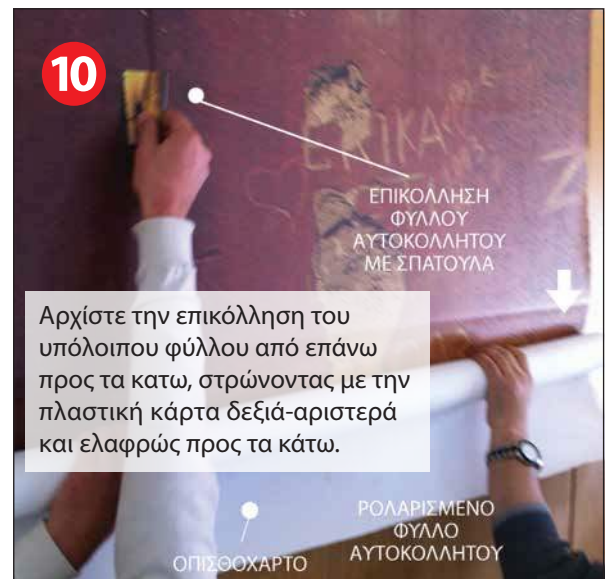 10
ΕΡΙΚΑ
ΕΠΙΚΟΛΛΗΣΗ
ΦΥΛΛΟΥ
ΑΥΤΟΚΟΛΛΗΤΟΥ
ΜΕ ΣΠΑΤΟΥΛΑ
Αρχίστε την επικόλληση του
υπόλοιπου φύλλου από επάνω
προς τα κατω, στρώνοντας με την
πλαστική κάρτα δεξιά-αριστερά
και ελαφρώς προς τα κάτω.
ΡΟΛΑΡΙΣΜΕΝΟ
ΦΥΛΛΟ
ΑΥΤΟΚΟΛΛΗΤΟΥ
ΟΠΙΣΘΟΧΑΡΤΟ